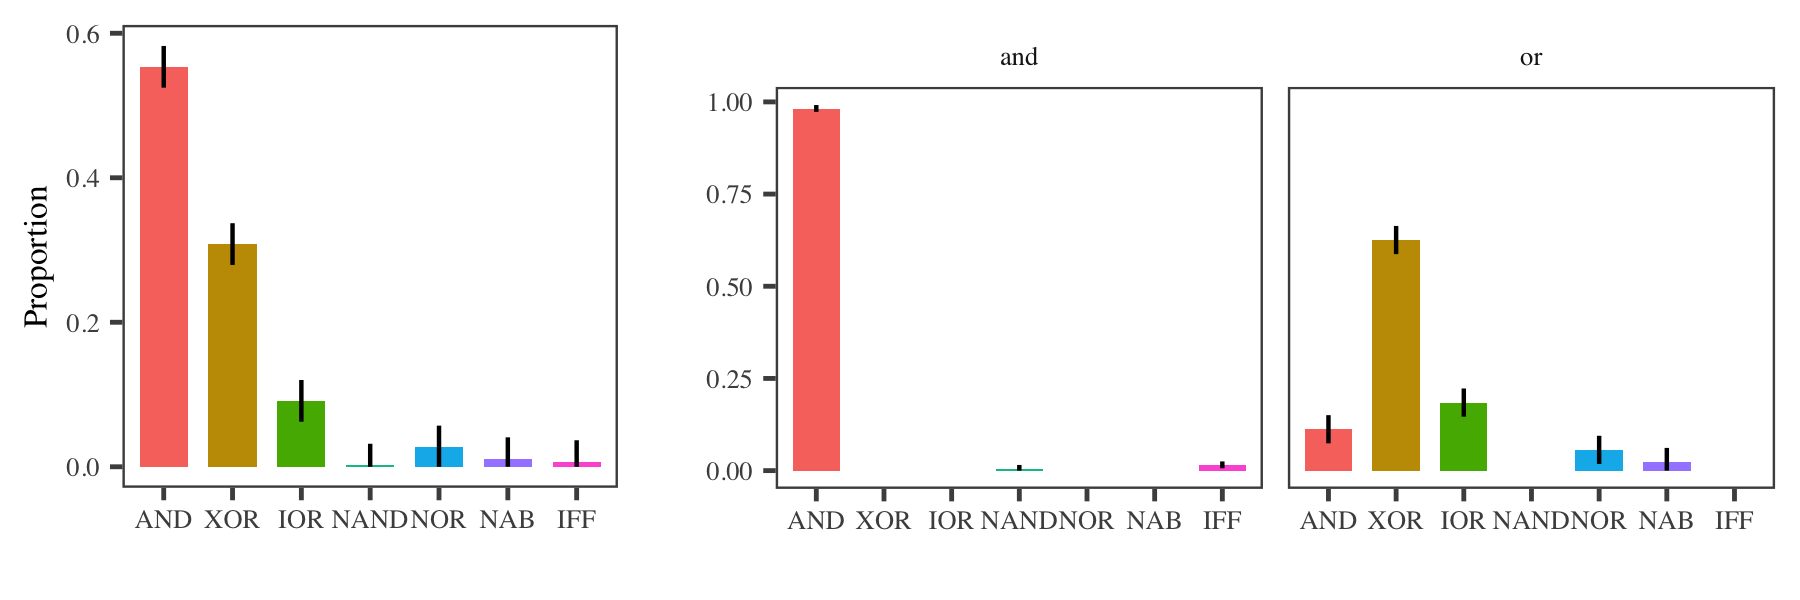 Proportion
0.6
0.4
0.2
0.0
AND XOR IOR NAND NOR NAB IFF
and
1.00
0.75
0.50
0.25
0.00
AND XOR IOR NAND NOR NAB IFF
or
AND XOR IOR NAND NOR NAB IFF